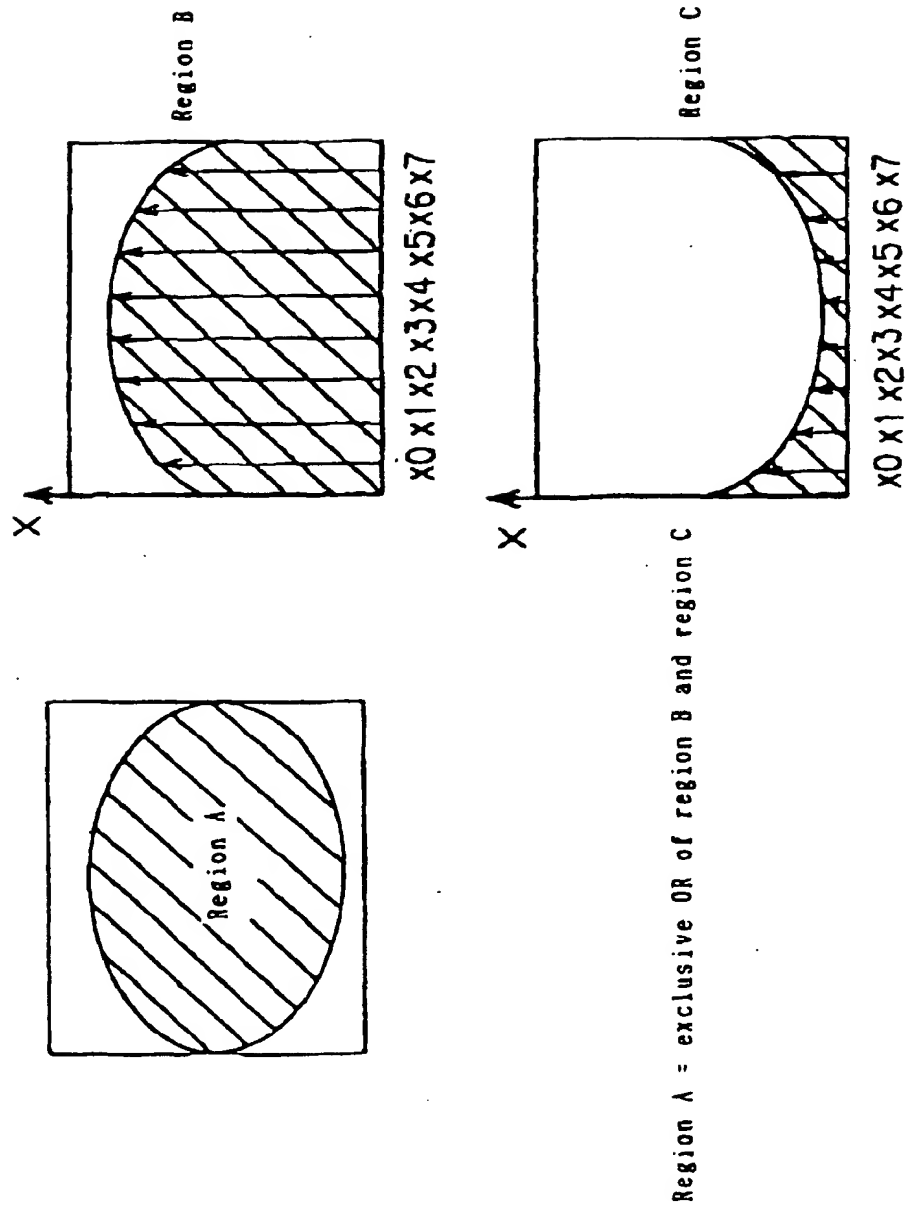 Region A
X
x0 x1 x2 x3 x4 x5 x6 x7
Region B
X
x0 x1 x2 x3 x4 x5 x6 x7
Region C
Region A = exclusive OR of region B and region C